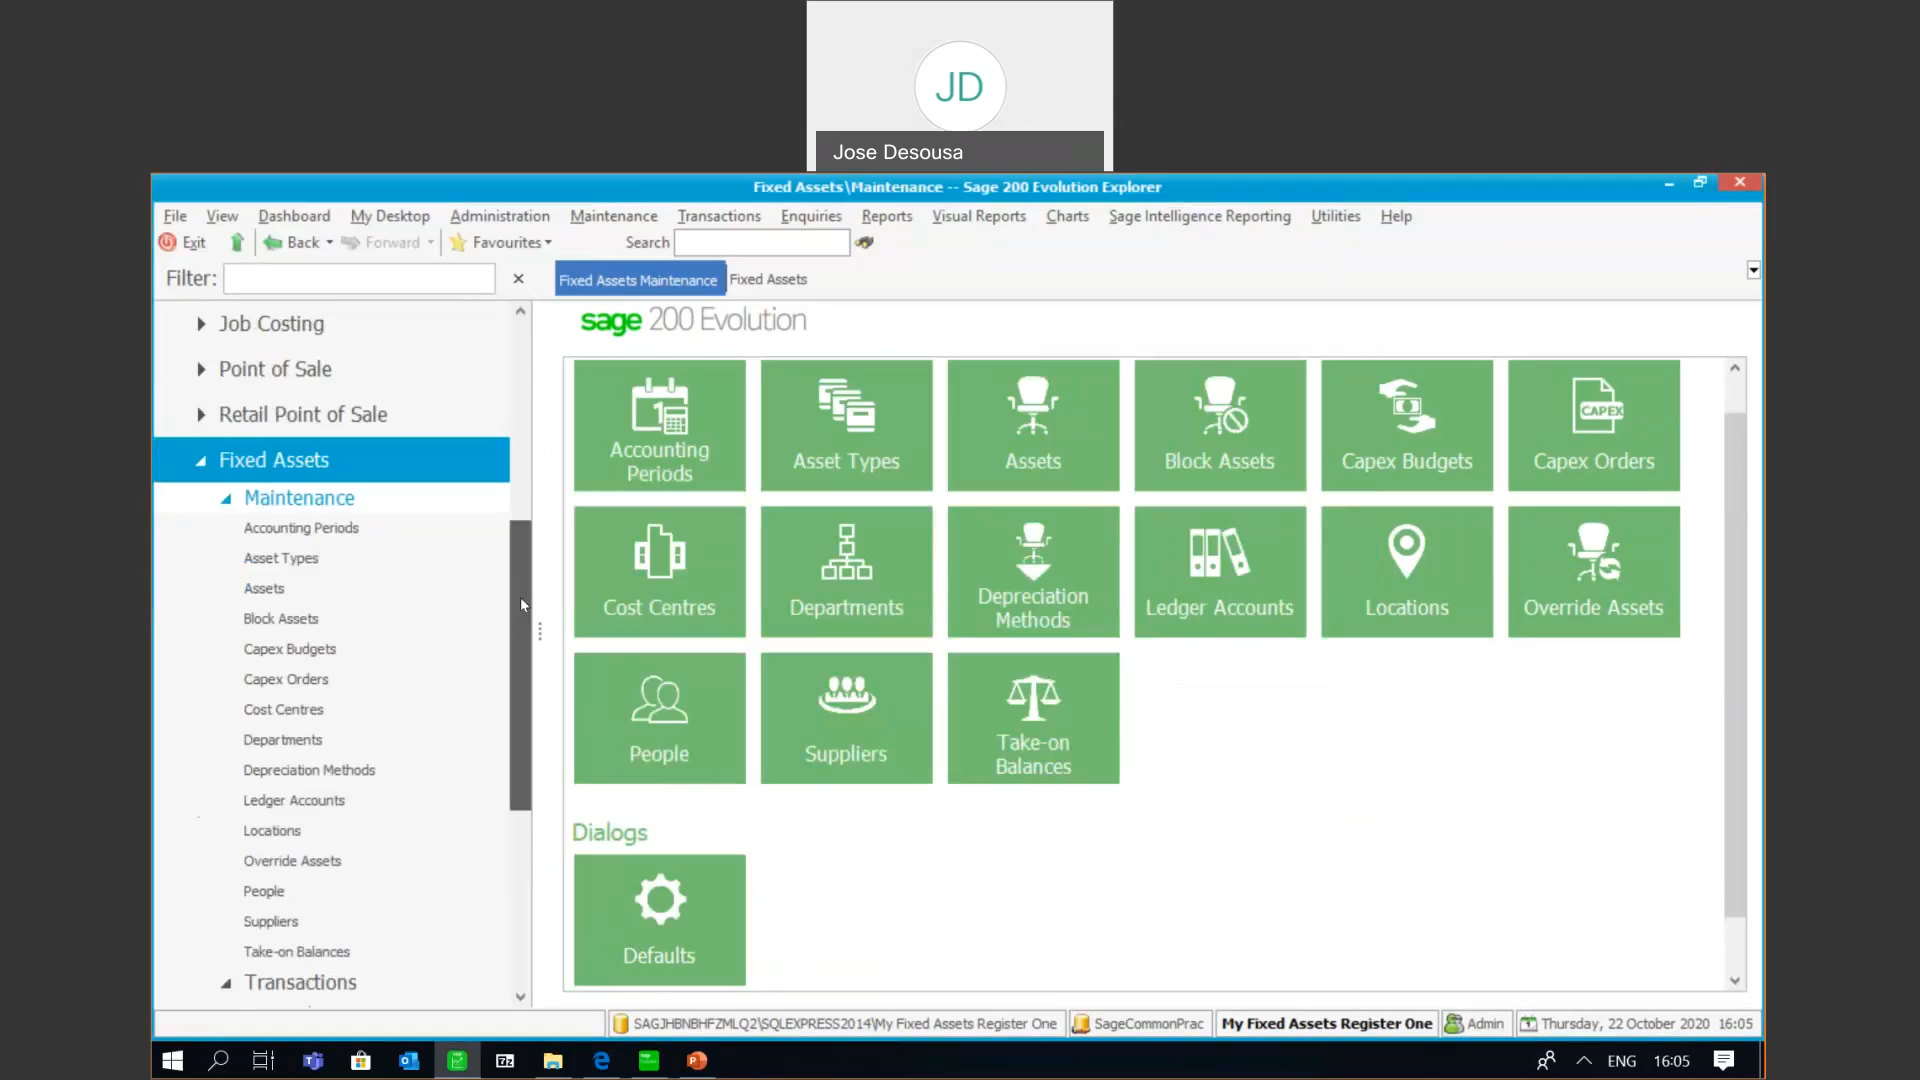 JD
Jose Desousa
Fixed Assets\Maintenance -- Sage 200 Evolution Explorer
File View Dashboard My Desktop Administration Maintenance Transactions Enquiries Reports Visual Reports Charts Sage Intelligence Reporting Utilities Help
Exit Back Forward Favourites Search
Filter: Fixed Assets Maintenance Fixed Assets
Job Costing
Point of Sale
Retail Point of Sale
Fixed Assets
Maintenance
Accounting Periods
Asset Types
Assets
Block Assets
Capex Budgets
Capex Orders
Cost Centres
Departments
Depreciation Methods
Ledger Accounts
Locations
Override Assets
People
Suppliers
Take-on Balances
Transactions
sage 200 Evolution
1
Accounting
Periods
Asset Types
Assets
Block Assets
Capex Budgets
CAPEX
Capex Orders
Cost Centres
Departments
Depreciation
Methods
Ledger Accounts
Locations
Override Assets
People
Suppliers
Take-on
Balances
Dialogs
Defaults
SAGJHBNBHFZMLQ2\SQLEXPRESS2014\My Fixed Assets Register One SageCommonPrac My Fixed Assets Register One Admin Thursday, 22 October 2020 16:05
7z
ENG 16:05